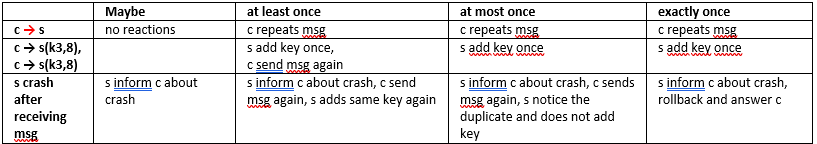 Maybe at least once at most once exactly once
c → s no reactions c repeats msg c repeats msg c repeats msg
c → s(k3,8), s add key once, s add key once s add key once
c → s(k3,8) c send msg again
s crash s inform c about s inform c about crash, c send s inform c about crash, c sends s inform c about crash,
after crash msg again, s adds same key again msg again, s notice the rollback and answer c
receiving duplicate and does not add
msg key